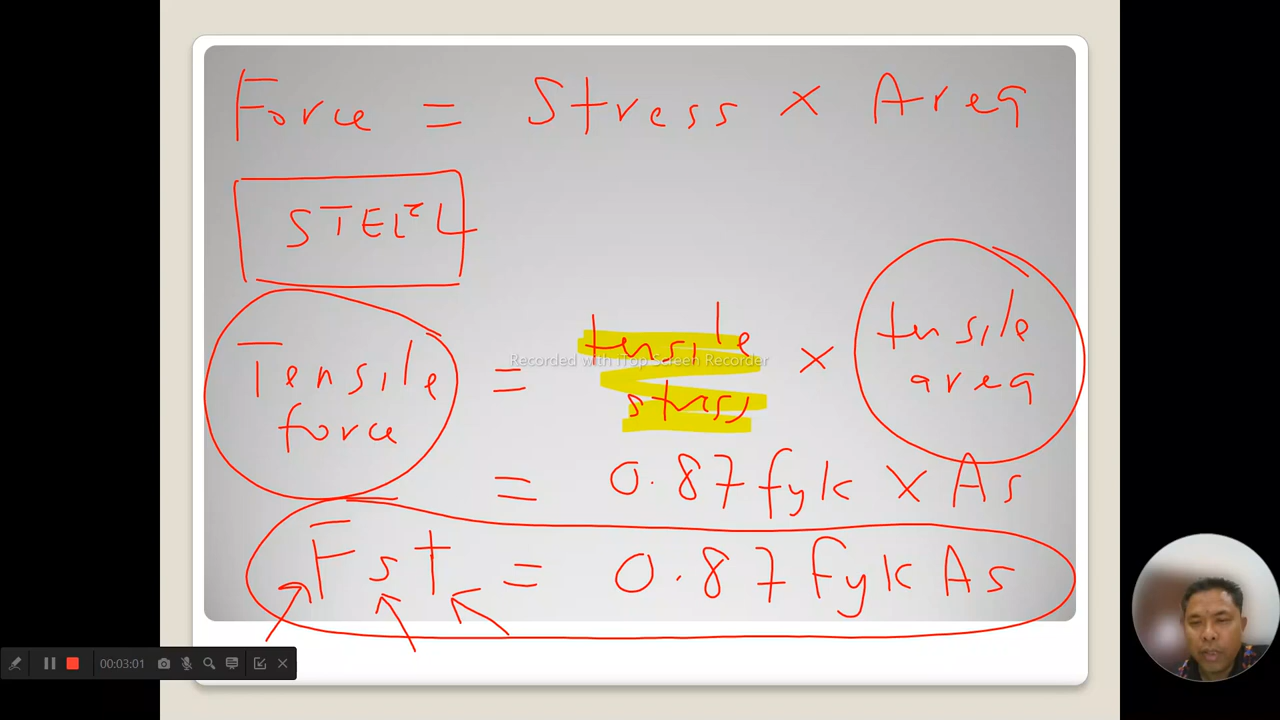 Force = Stress × Area
STEEL
Tensile force = tensile stress × tensile area
Recorded with iTop Screen Recorder
= 0.87 fyk × As
Fst = 0.87 fyk As
00:03:01